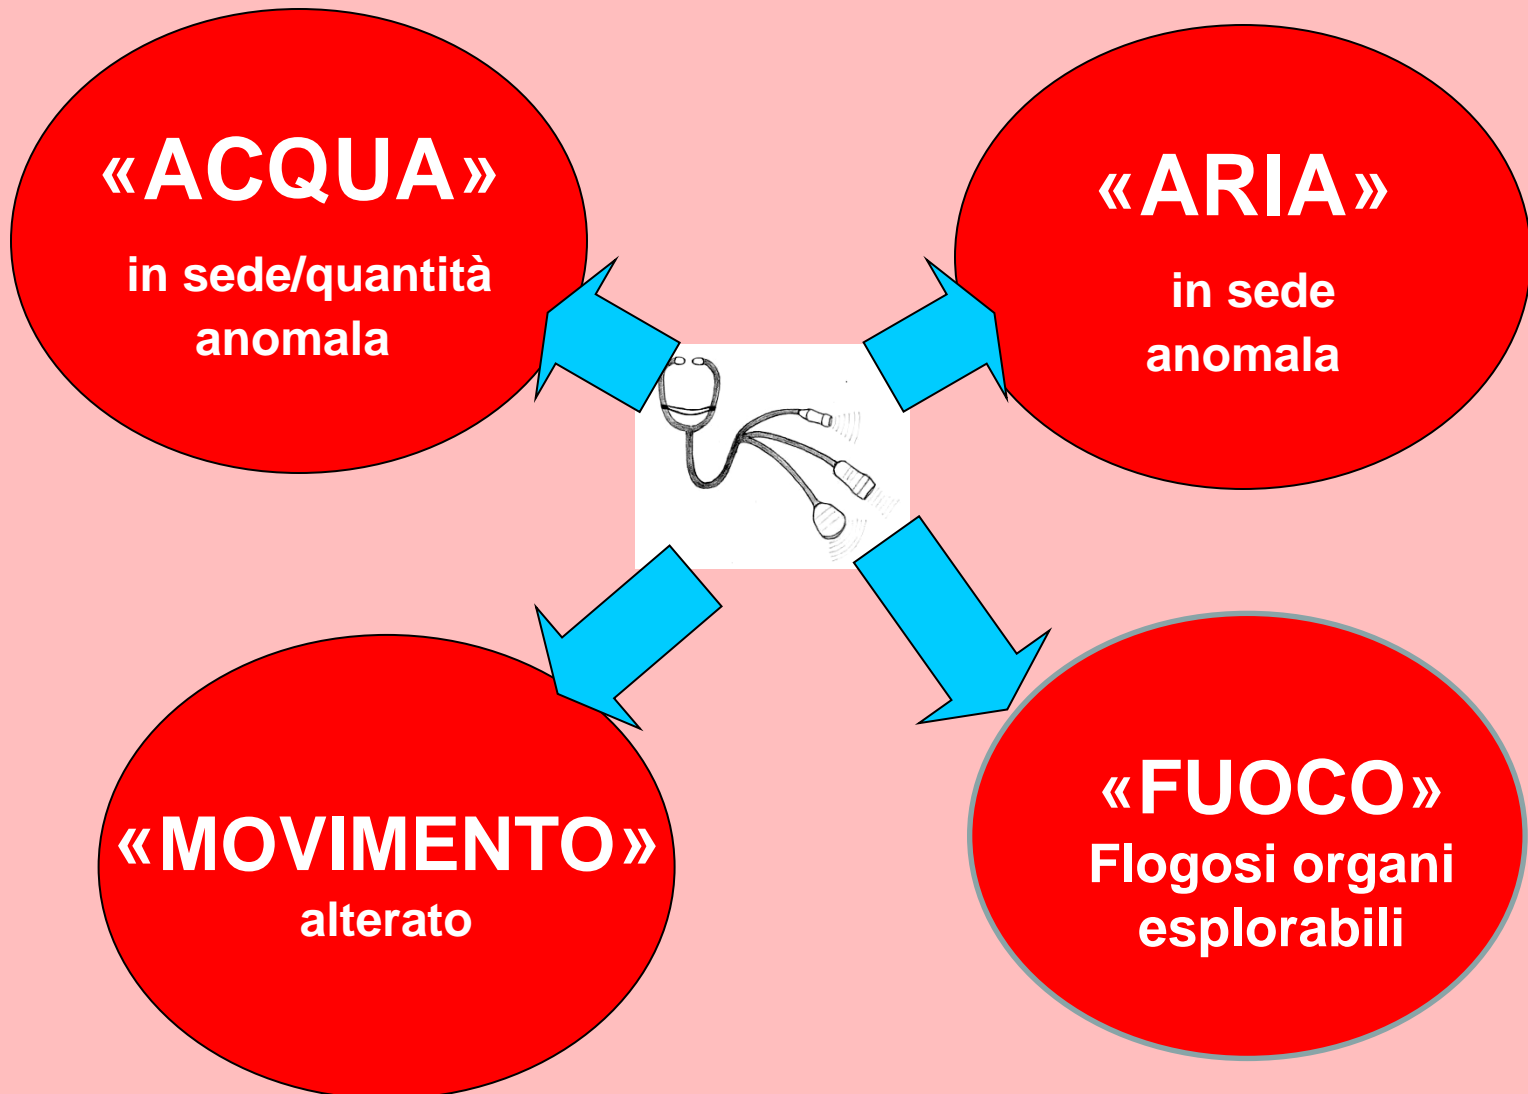 «ACQUA»
in sede/quantità
anomala
«ARIA»
in sede
anomala
«MOVIMENTO»
alterato
«FUOCO»
Flogosi organi
esplorabili